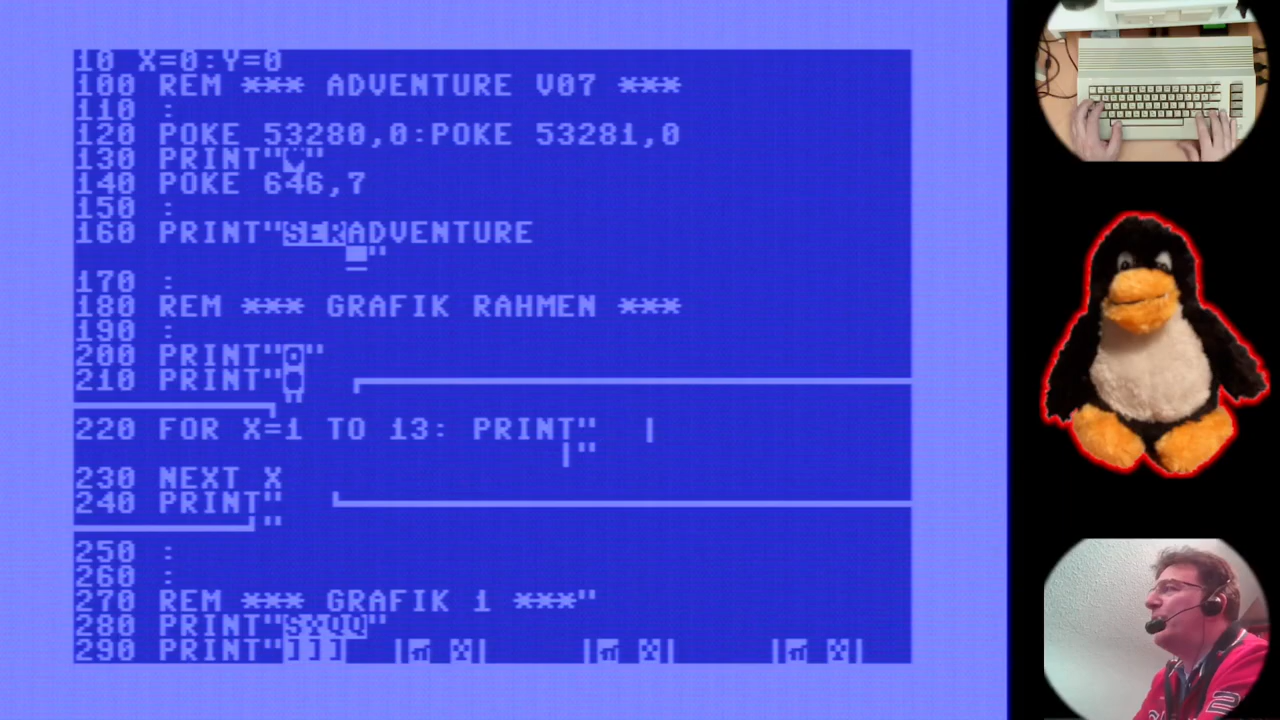 10 X=0:Y=0
100 REM *** ADVENTURE V07 ***
110 :
120 POKE 53280,0:POKE 53281,0
130 PRINT"♥"
140 POKE 646,7
150 :
160 PRINT"SERADVENTURE
"
170 :
180 REM *** GRAFIK RAHMEN ***
190 :
200 PRINT""
210 PRINT" ┌───────────────────────────
─────────┐"
220 FOR X=1 TO 13: PRINT"  |
|"
230 NEXT X
240 PRINT"  └────────────────────────────
────────┘"
250 :
260 :
270 REM *** GRAFIK 1 ***"
280 PRINT"SYQQ"
290 PRINT"]]]